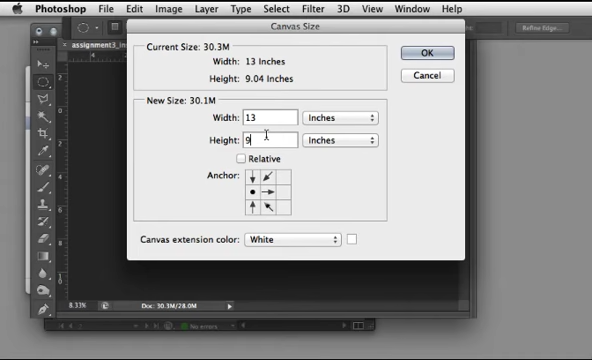 Photoshop File Edit Image Layer Type Select Filter 3D View Window Help
Canvas Size
Refine Edge...
assignment3_in
Current Size: 30.3M
Width: 13 Inches
Height: 9.04 Inches
OK
Cancel
New Size: 30.1M
Width: 13 Inches
Height: 9 Inches
Relative
Anchor:
Canvas extension color: White
8.33% Doc: 30.3M/28.0M
No errors